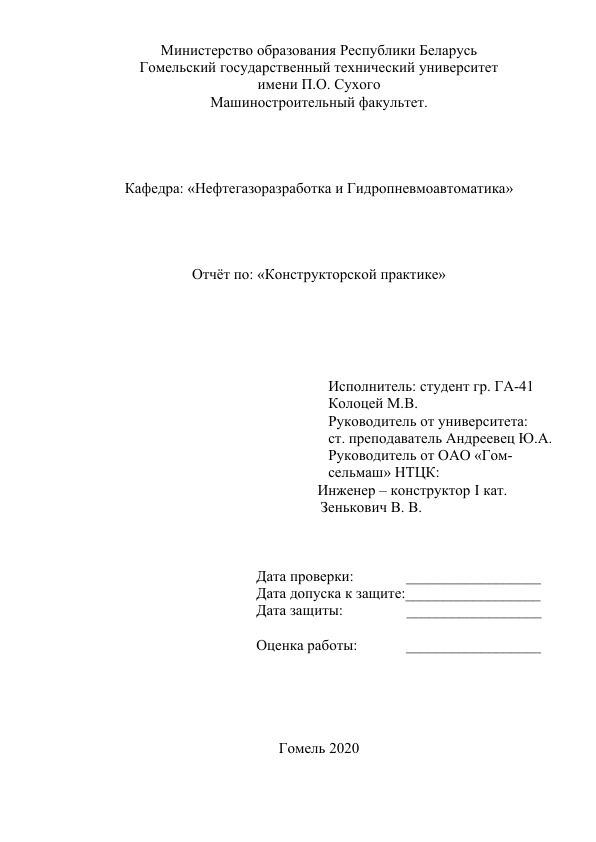 Министерство образования Республики Беларусь
Гомельский государственный технический университет
имени П.О. Сухого
Машиностроительный факультет.
Кафедра: «Нефтегазоразработка и Гидропневмоавтоматика»
Отчёт по: «Конструкторской практике»
Исполнитель: студент гр. ГА-41
Колоцей М.В.
Руководитель от университета:
ст. преподаватель Андреевец Ю.А.
Руководитель от ОАО «Гом-
сельмаш» НТЦК:
Инженер – конструктор I кат.
Зенькович В. В.
Дата проверки: __________________
Дата допуска к защите:__________________
Дата защиты: __________________
Оценка работы: __________________
Гомель 2020